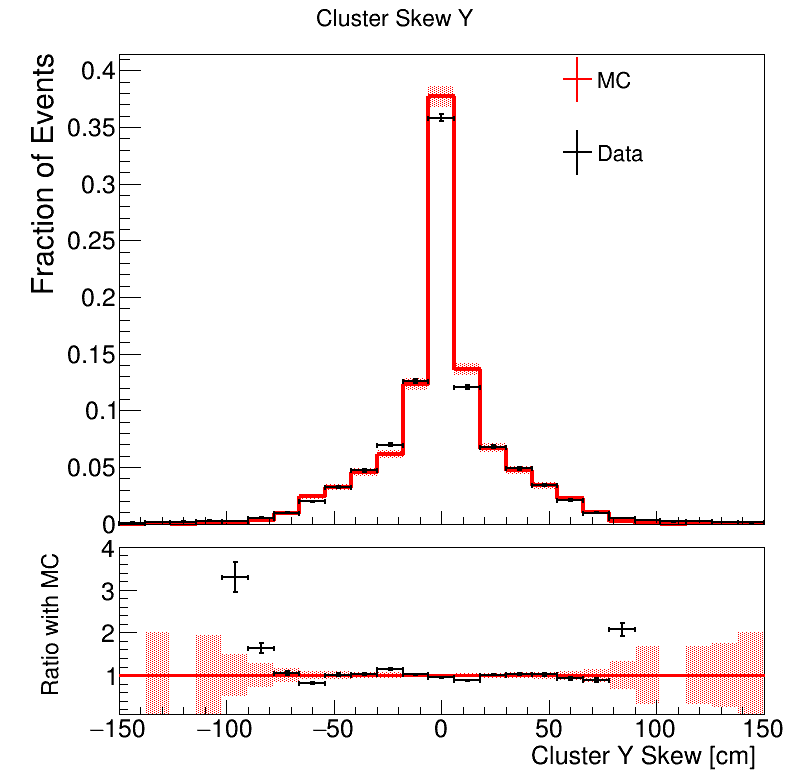 Cluster Skew Y
Fraction of Events
0.4
0.35
0.3
0.25
0.2
0.15
0.1
0.05
0
MC
Data
Ratio with MC
4
3
2
1
−150 −100 −50 0 50 100 150
Cluster Y Skew [cm]